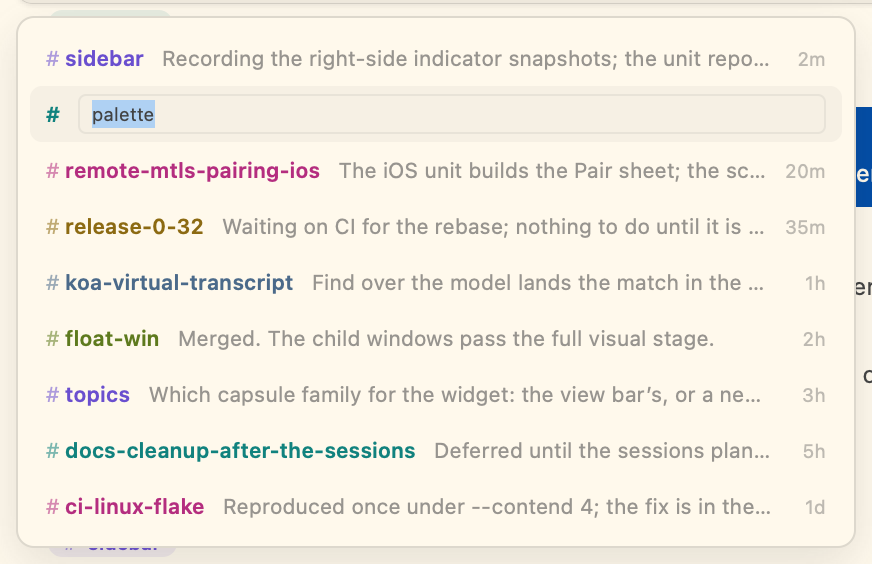 # sidebar Recording the right-side indicator snapshots; the unit repo... 2m
# palette
# remote-mtls-pairing-ios The iOS unit builds the Pair sheet; the sc... 20m
# release-0-32 Waiting on CI for the rebase; nothing to do until it is ... 35m
# koa-virtual-transcript Find over the model lands the match in the ... 1h
# float-win Merged. The child windows pass the full visual stage. 2h
# topics Which capsule family for the widget: the view bar’s, or a ne... 3h
# docs-cleanup-after-the-sessions Deferred until the sessions plan... 5h
# ci-linux-flake Reproduced once under --contend 4; the fix is in the... 1d